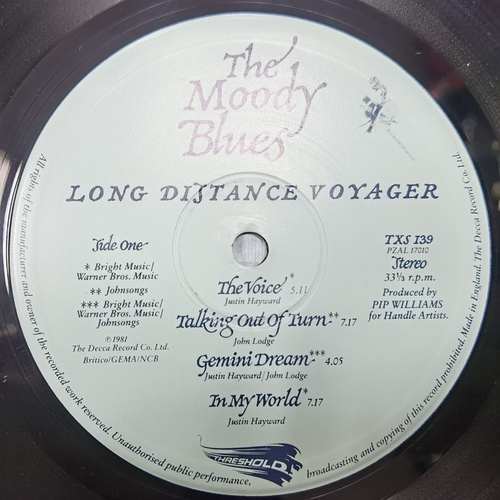 The
Moody
Blues
LONG DISTANCE VOYAGER
Side One
* Bright Music/
Warner Bros. Music
** Johnsongs
*** Bright Music/
Warner Bros. Music/
Johnsongs
℗1981
The Decca Record Co. Ltd.
Britico/GEMA/NCB
TXS 139
PZAL 17010
Stereo
33⅓ r.p.m.
Produced by
PIP WILLIAMS
for Handle Artists.
The Voice* 5.11
Justin Hayward
Talking Out Of Turn** 7.17
John Lodge
Gemini Dream*** 4.05
Justin Hayward/John Lodge
In My World* 7.17
Justin Hayward
THRESHOLD
All rights of the manufacturer and owner of the recorded work reserved. Unauthorised public performance, broadcasting and copying of this record prohibited. Made in England. The Decca Record Co. Ltd.